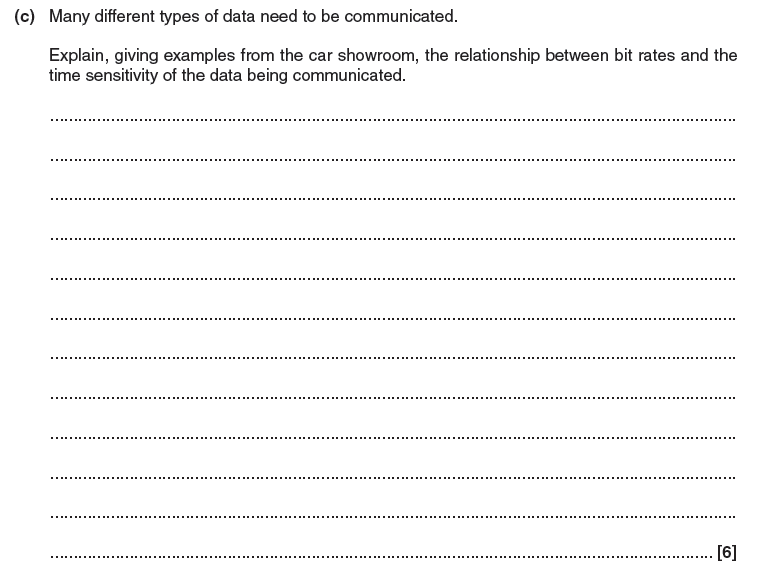 (c) Many different types of data need to be communicated.
Explain, giving examples from the car showroom, the relationship between bit rates and the
time sensitivity of the data being communicated.
[6]